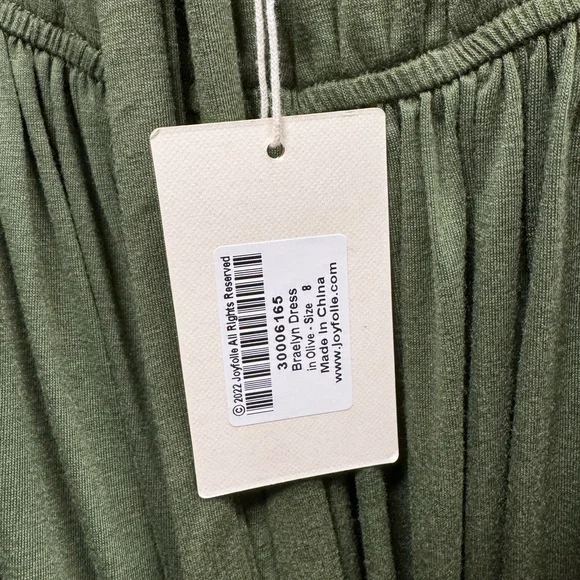 © 2022 Joyfolie All Rights Reserved
30006165
Braelyn Dress
in Olive - Size 8
Made In China
www.joyfolie.com